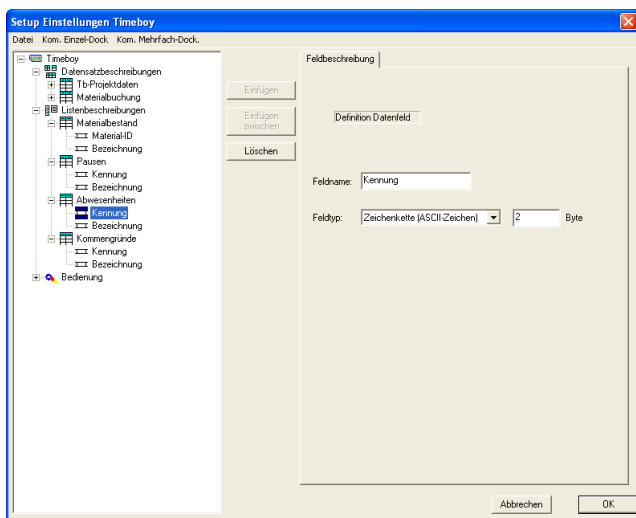 Setup Einstellungen Timeboy
Datei Kom. Einzel-Dock Kom. Mehrfach-Dock.
Timeboy
Datensatzbeschreibungen
Tb-Projektdaten
Materialbuchung
Listenbeschreibungen
Materialbestand
Material-ID
Bezeichnung
Pausen
Kennung
Bezeichnung
Abwesenheiten
Kennung
Bezeichnung
Kommengründe
Kennung
Bezeichnung
Bedienung
Einfügen
Einfügen
zwischen
Löschen
Feldbeschreibung
Definition Datenfeld
Feldname: Kennung
Feldtyp: Zeichenkette (ASCII-Zeichen) 2 Byte
Abbrechen OK